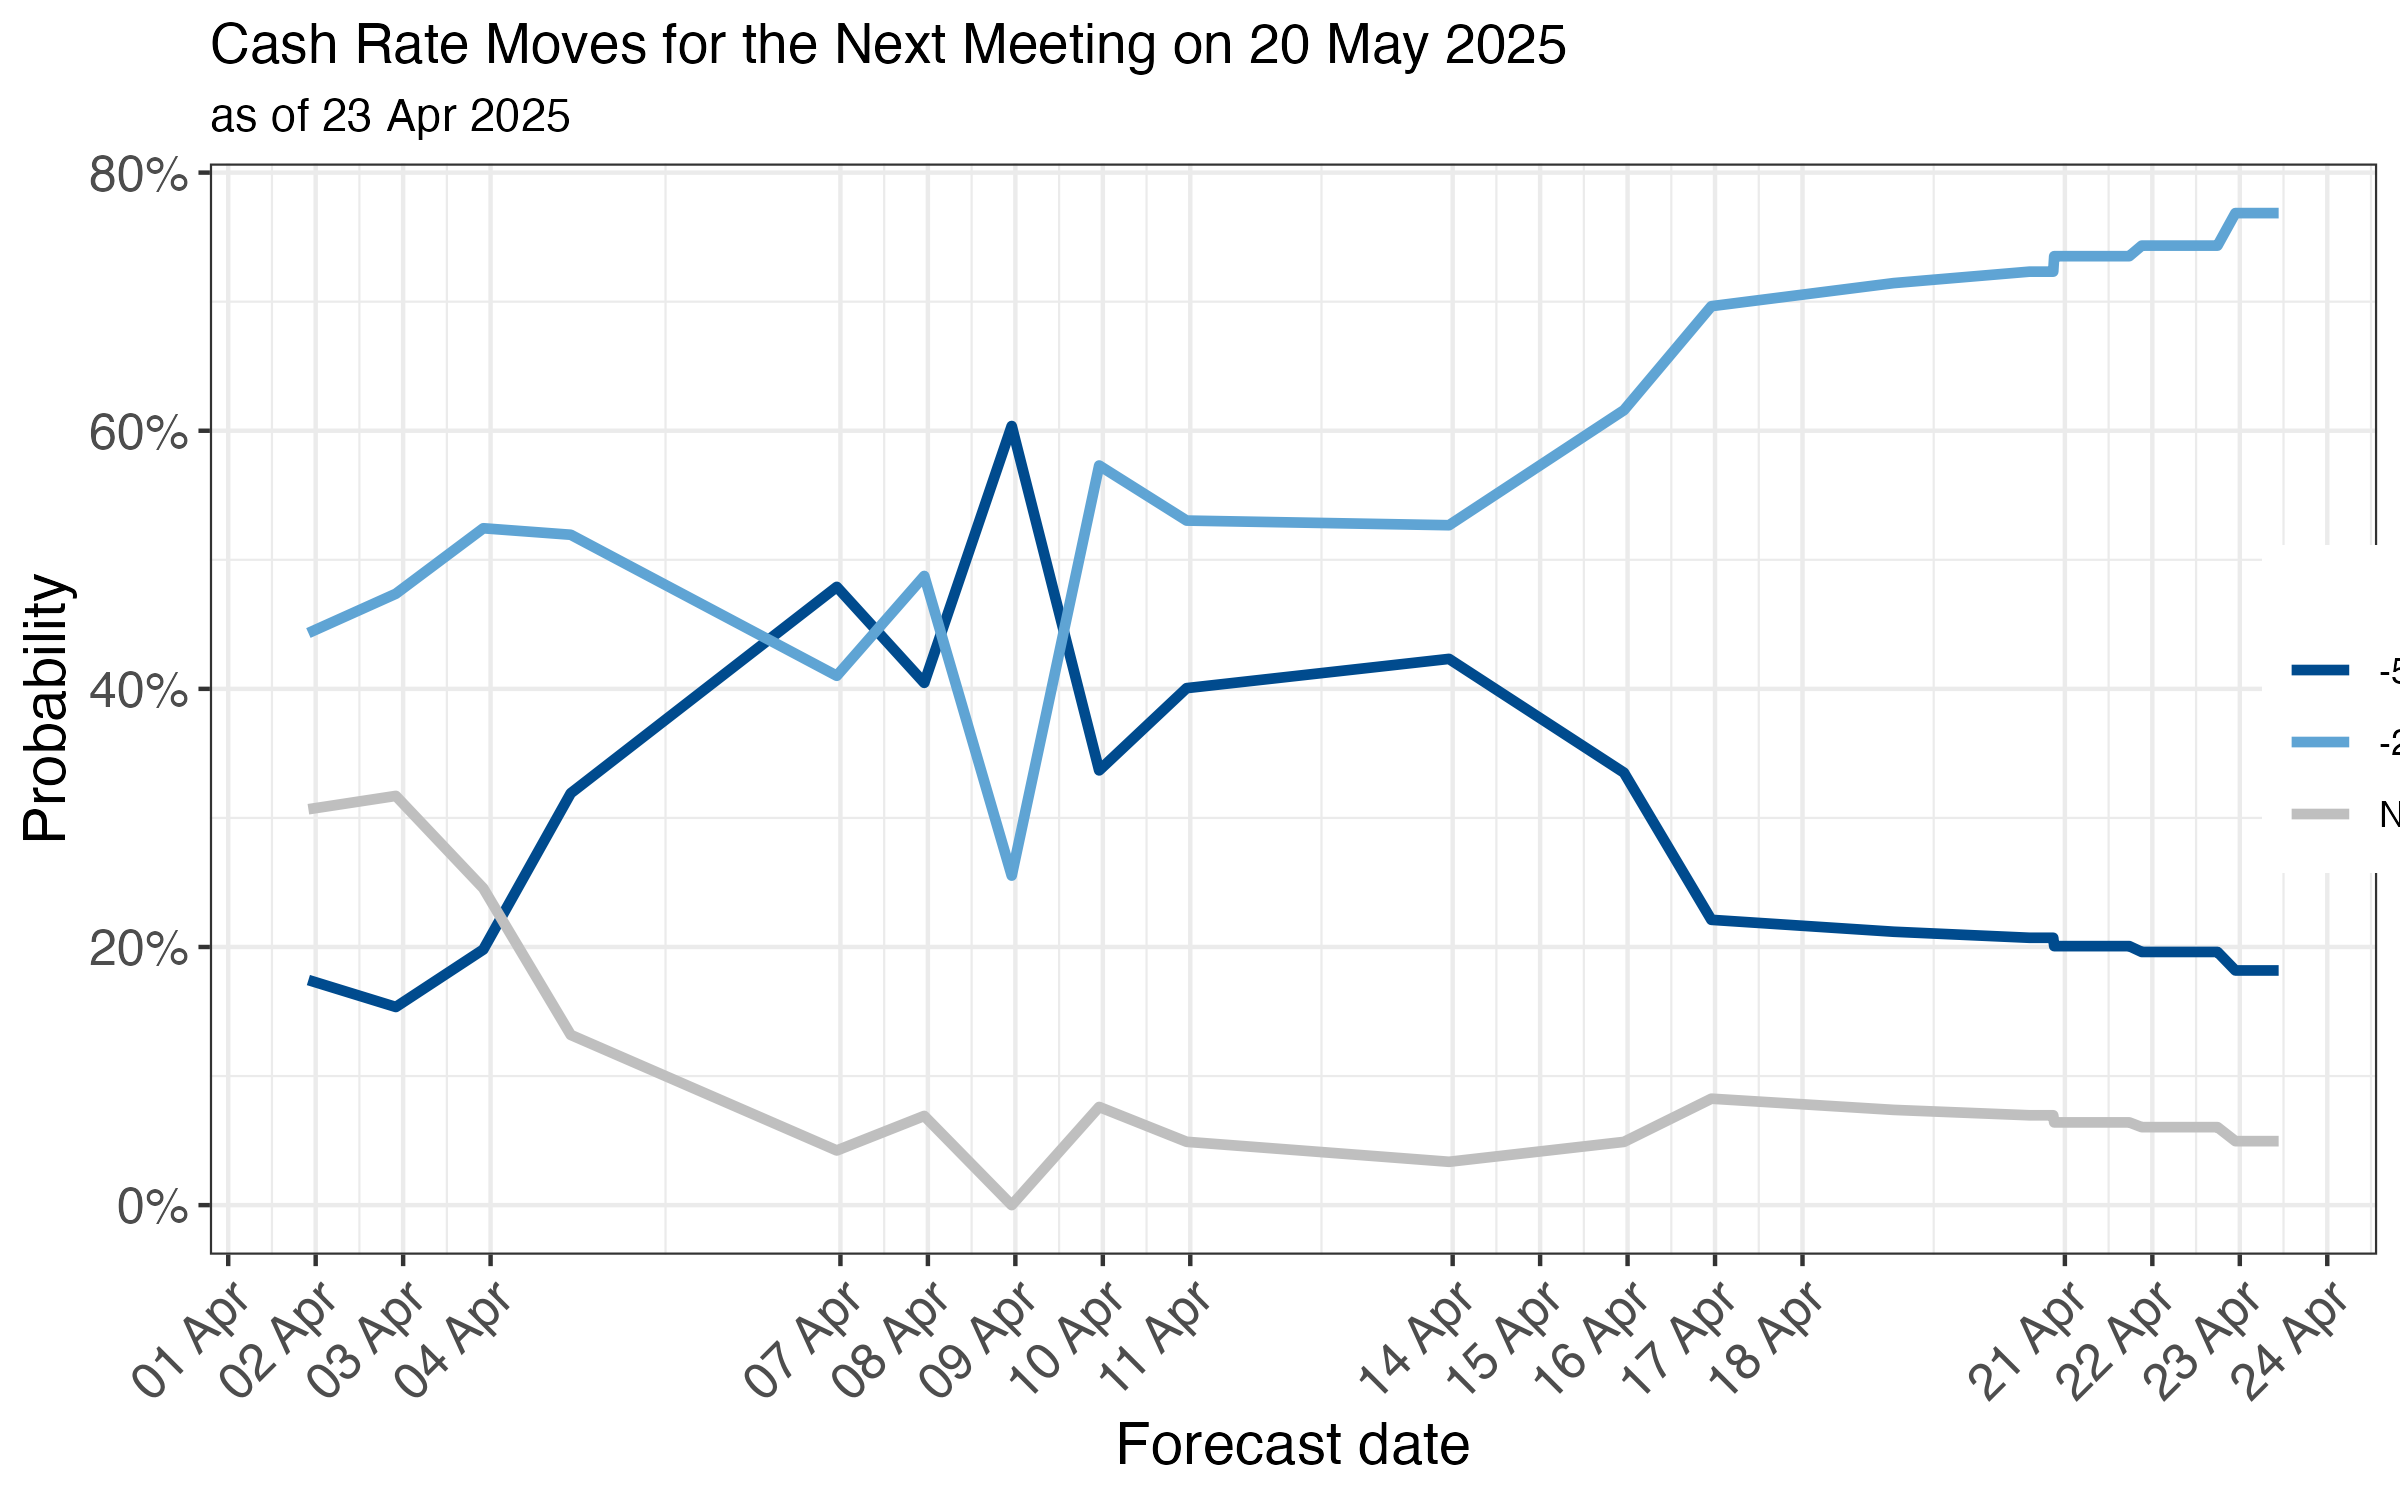 Cash Rate Moves for the Next Meeting on 20 May 2025
as of 23 Apr 2025
80%
60%
40%
20%
0%
Probability
-5
-2
N
01 Apr
02 Apr
03 Apr
04 Apr
07 Apr
08 Apr
09 Apr
10 Apr
11 Apr
14 Apr
15 Apr
16 Apr
17 Apr
18 Apr
21 Apr
22 Apr
23 Apr
24 Apr
Forecast date